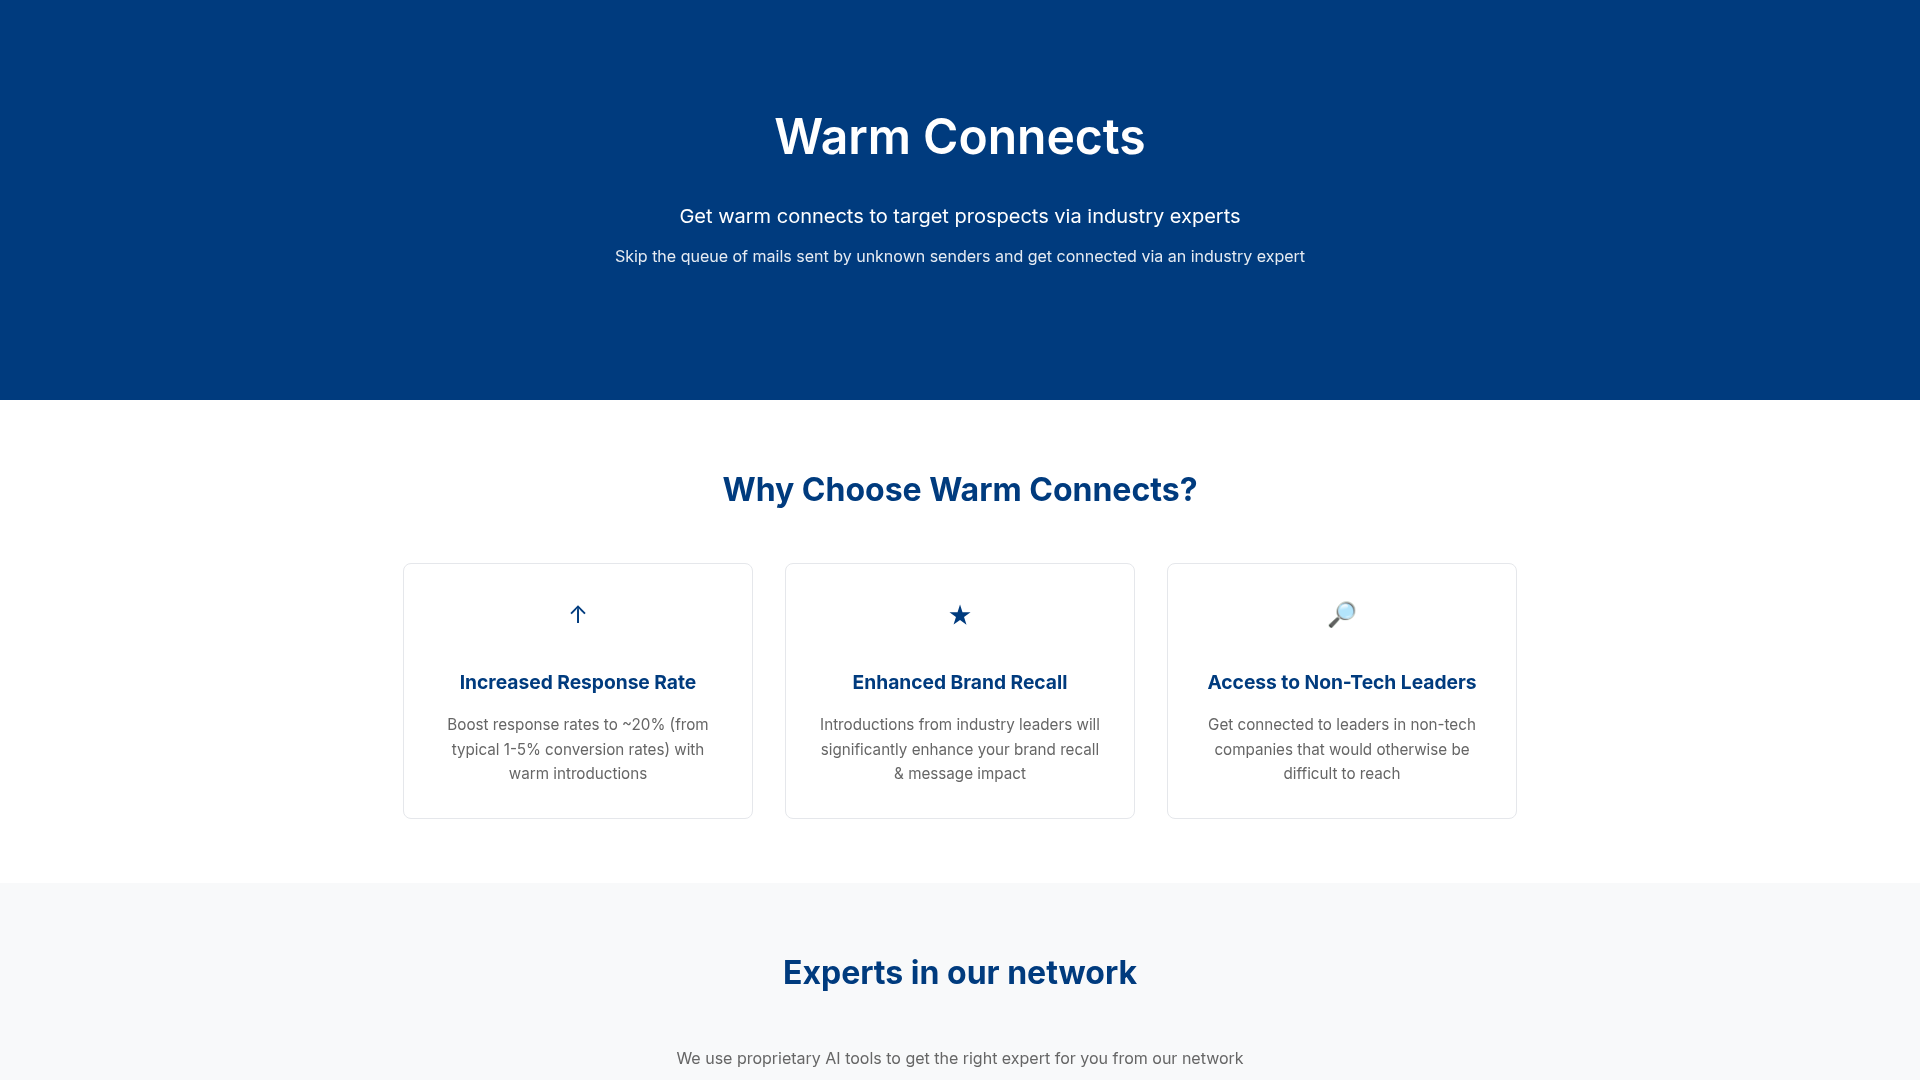 Warm Connects
Get warm connects to target prospects via industry experts
Skip the queue of mails sent by unknown senders and get connected via an industry expert
Why Choose Warm Connects?
Increased Response Rate
Boost response rates to ~20% (from
typical 1-5% conversion rates) with
warm introductions
Enhanced Brand Recall
Introductions from industry leaders will
significantly enhance your brand recall
& message impact
Access to Non-Tech Leaders
Get connected to leaders in non-tech
companies that would otherwise be
difficult to reach
Experts in our network
We use proprietary AI tools to get the right expert for you from our network